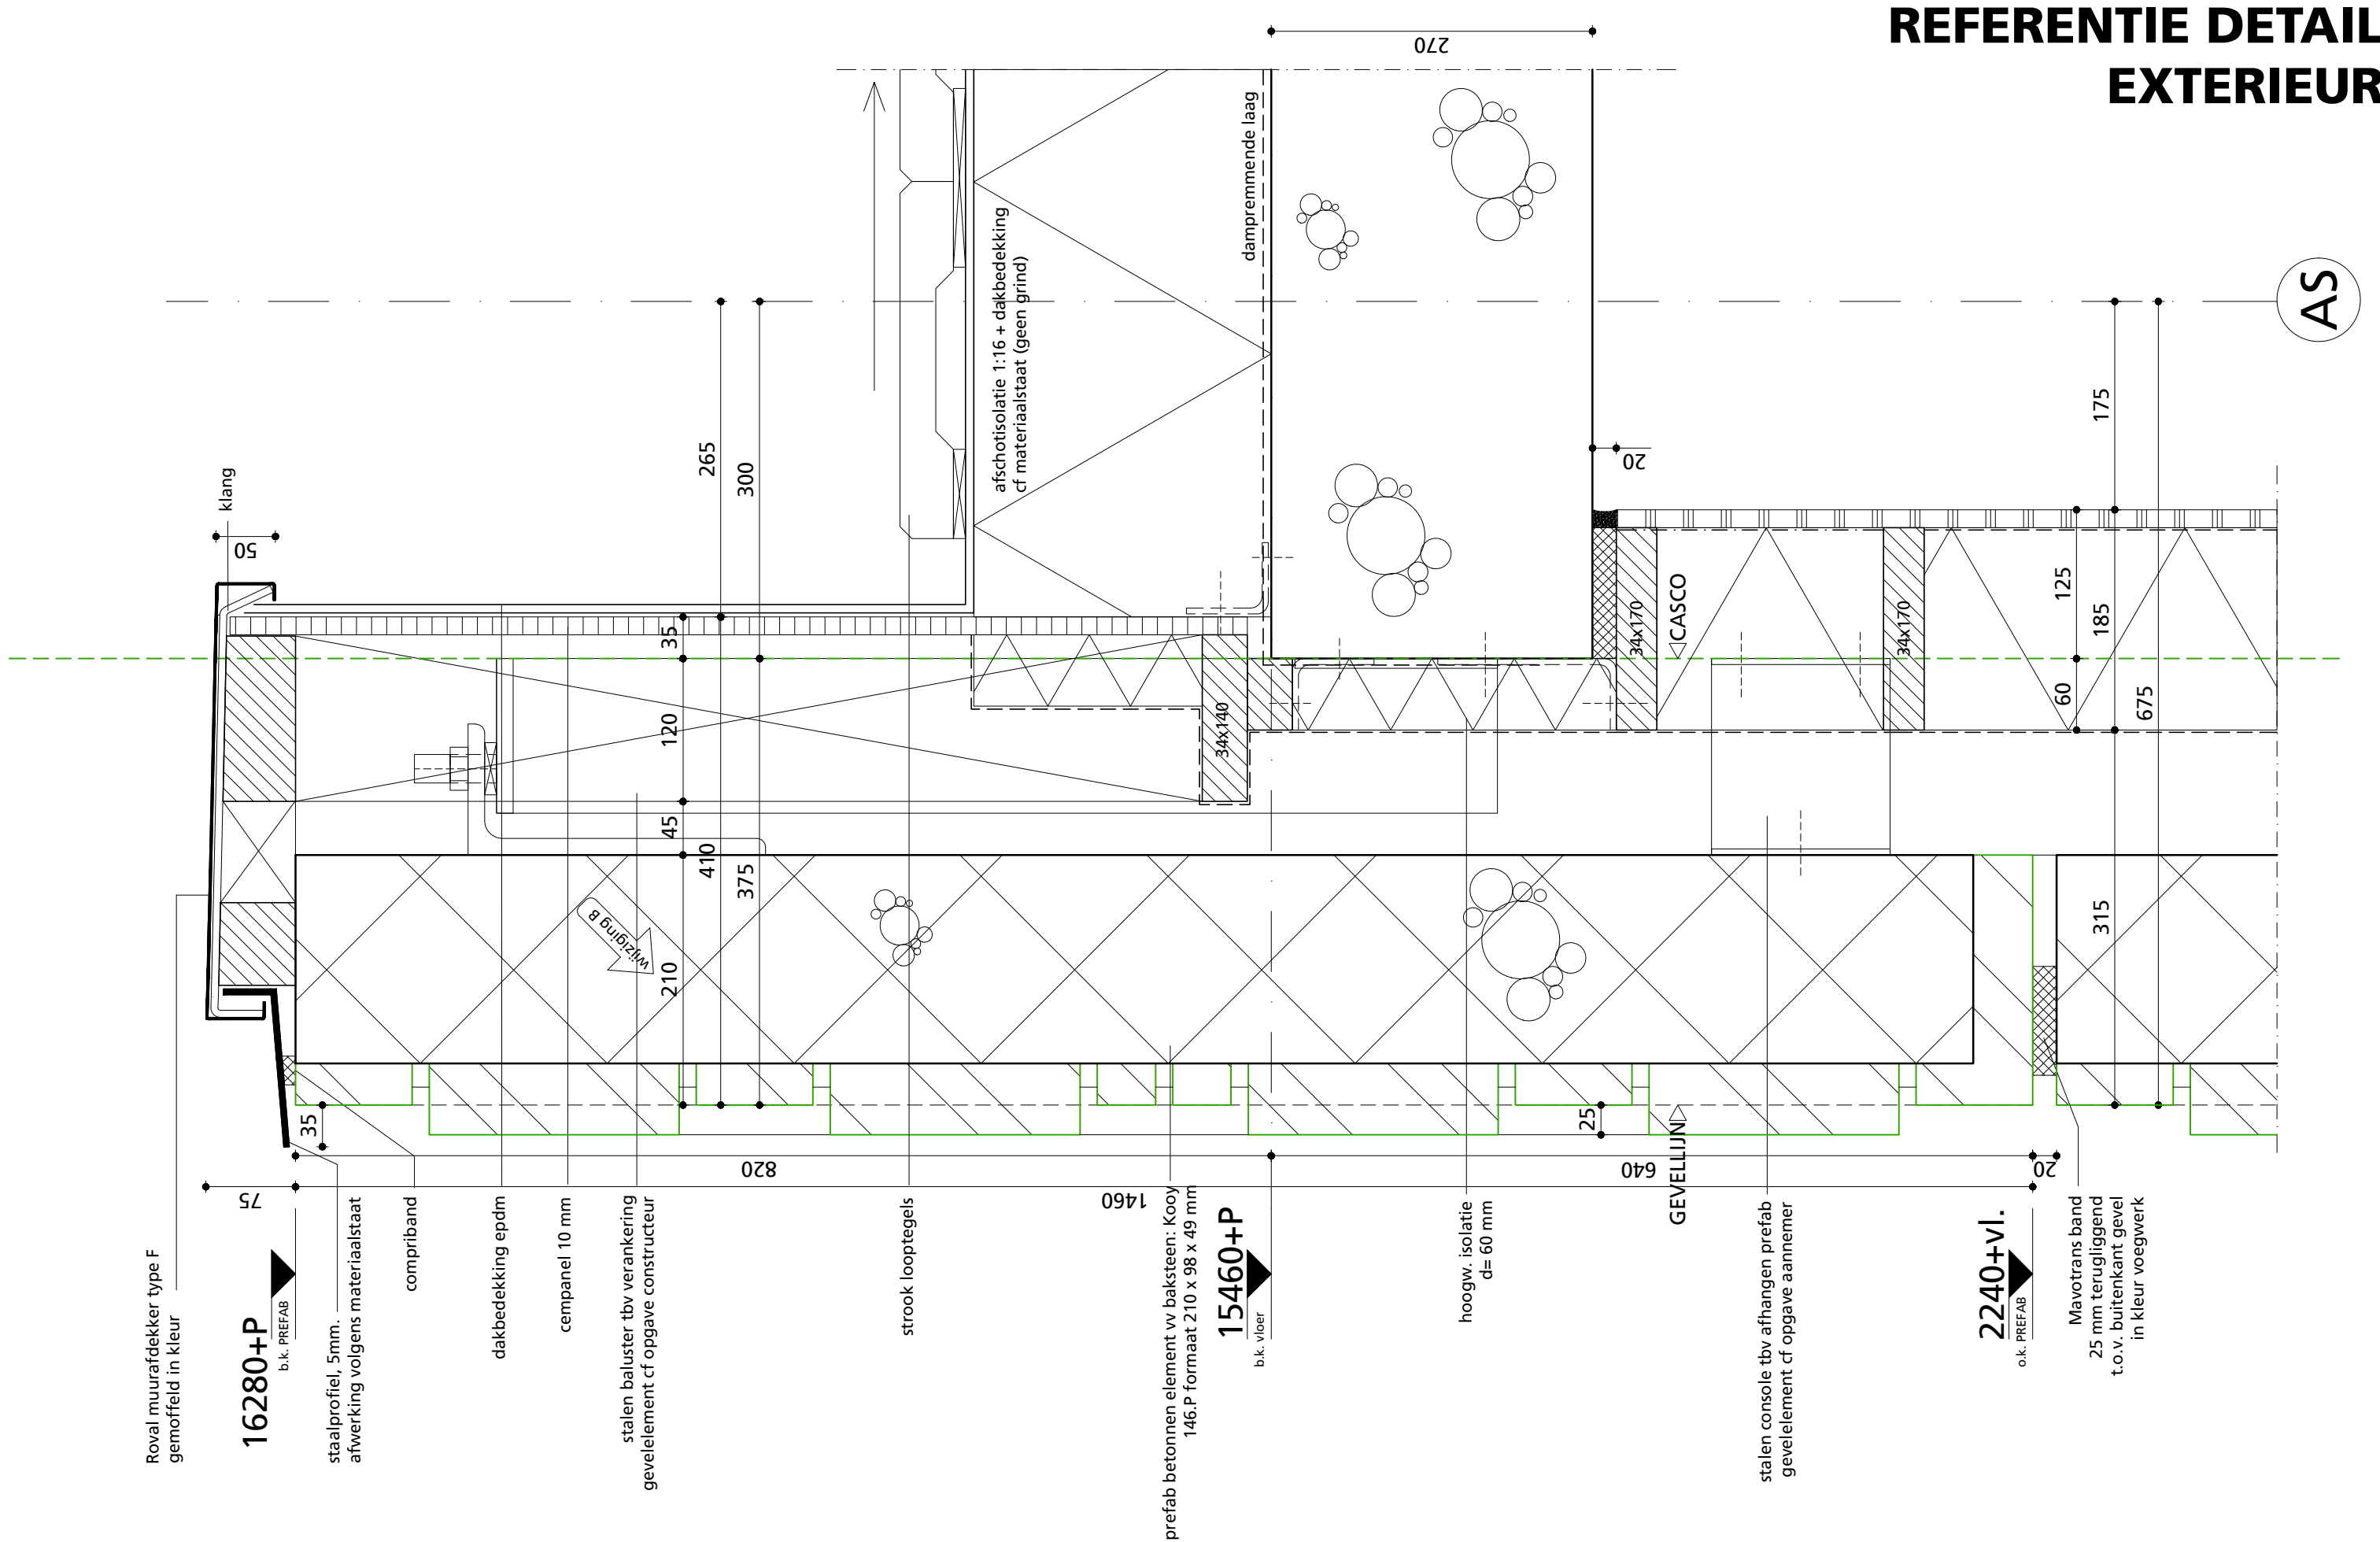 REFERENTIE DETAIL
EXTERIEUR
270
dampremmende laag
afschotisolatie 1:16 + dakbedekking
cf materiaalstaat (geen grind)
AS
265
300
175
20
klang
50
35
120
45
410
375
210
34x140
34x170
CASCO
34x170
125
185
60
675
315
wijziging B
35
25
GEVELLIJN
820
640
20
75
1460
Roval muurafdekker type F
gemoffeld in kleur
16280+P
b.k. PREFAB
staalprofiel, 5mm.
afwerking volgens materiaalstaat
compriband
dakbedekking epdm
cempanel 10 mm
stalen baluster tbv verankering
gevelelement cf opgave constructeur
strook looptegels
prefab betonnen element vv baksteen: Kooy
146.P formaat 210 x 98 x 49 mm
15460+P
b.k. vloer
hoogw. isolatie
d= 60 mm
stalen console tbv afhangen prefab
gevelelement cf opgave aannemer
2240+vl.
o.k. PREFAB
Mavotrans band
25 mm terugliggend
t.o.v. buitenkant gevel
in kleur voegwerk